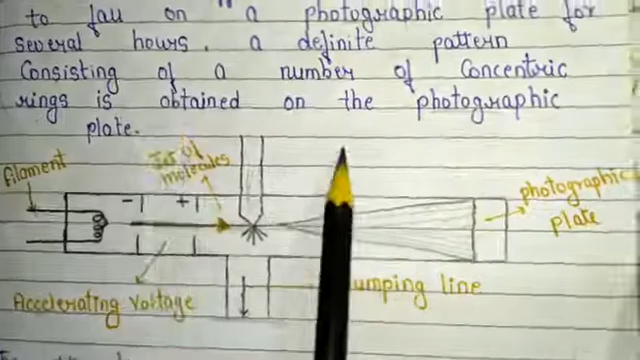 to fall on a photographic plate for
several hours. a definite pattern
Consisting of a number of Concentric
rings is obtained on the photographic
plate.
filament
Jet of
molecules
- +
photographic
plate
Accelerating voltage
umping line